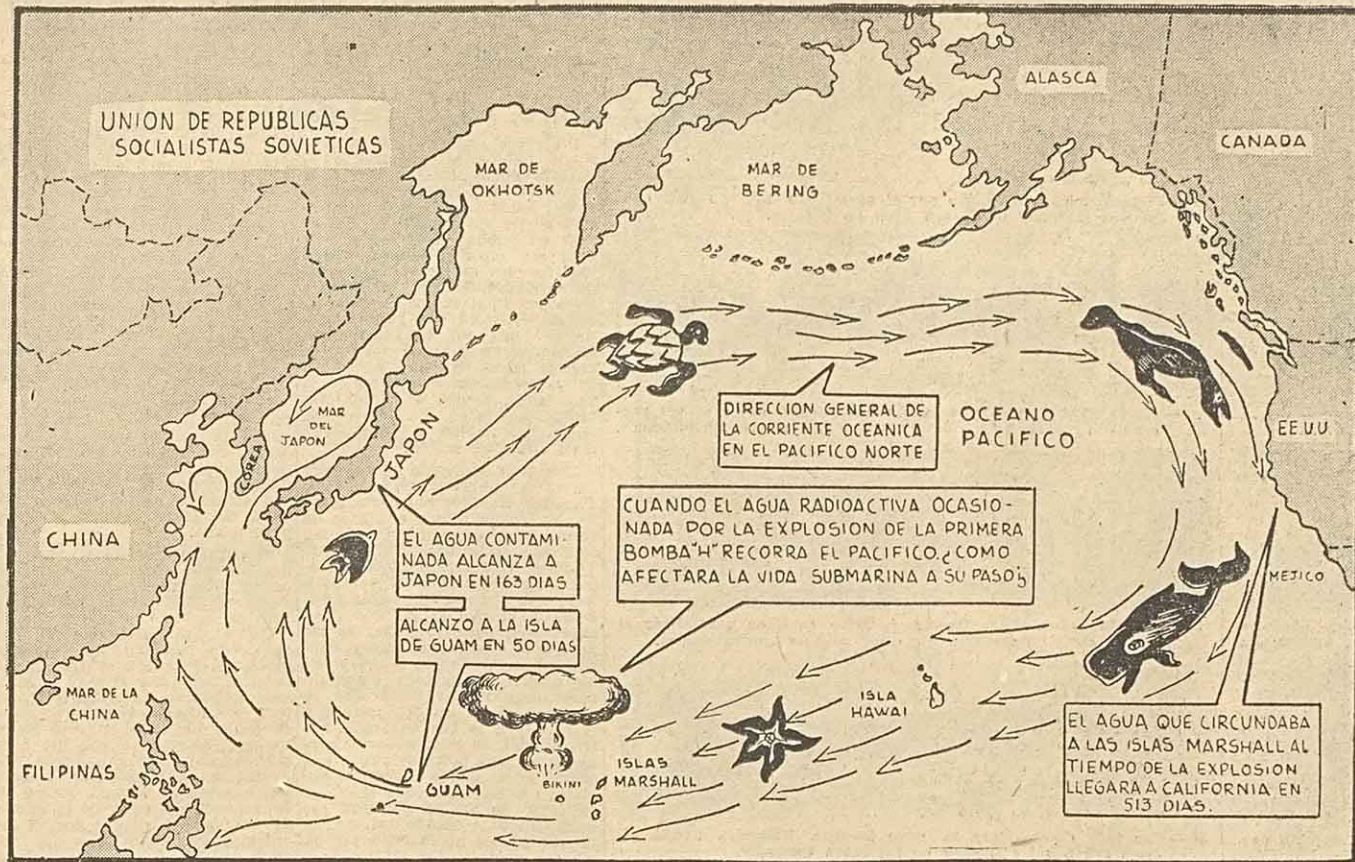 ALASCA
UNION DE REPUBLICAS
SOCIALISTAS SOVIETICAS
CANADA
MAR DE
OKHOTSK
MAR DE
BERING
MAR
DEL
JAPON
COREA
JAPON
DIRECCION GENERAL DE
LA CORRIENTE OCEANICA
EN EL PACIFICO NORTE
OCEANO
PACIFICO
EE.U.U.
CHINA
EL AGUA CONTAMI-
NADA ALCANZA A
JAPON EN 163 DIAS
ALCANZO A LA ISLA
DE GUAM EN 50 DIAS
CUANDO EL AGUA RADIOACTIVA OCASIO-
NADA POR LA EXPLOSION DE LA PRIMERA
BOMBA "H" RECORRA EL PACIFICO.¿COMO
AFECTARA LA VIDA SUBMARINA A SU PASO?
MEJICO
MAR DE LA
CHINA
ISLA
HAWAI
FILIPINAS
GUAM
BIKINI
ISLAS
MARSHALL
EL AGUA QUE CIRCUNDABA
A LAS ISLAS MARSHALL AL
TIEMPO DE LA EXPLOSION
LLEGARA A CALIFORNIA EN
513 DIAS.